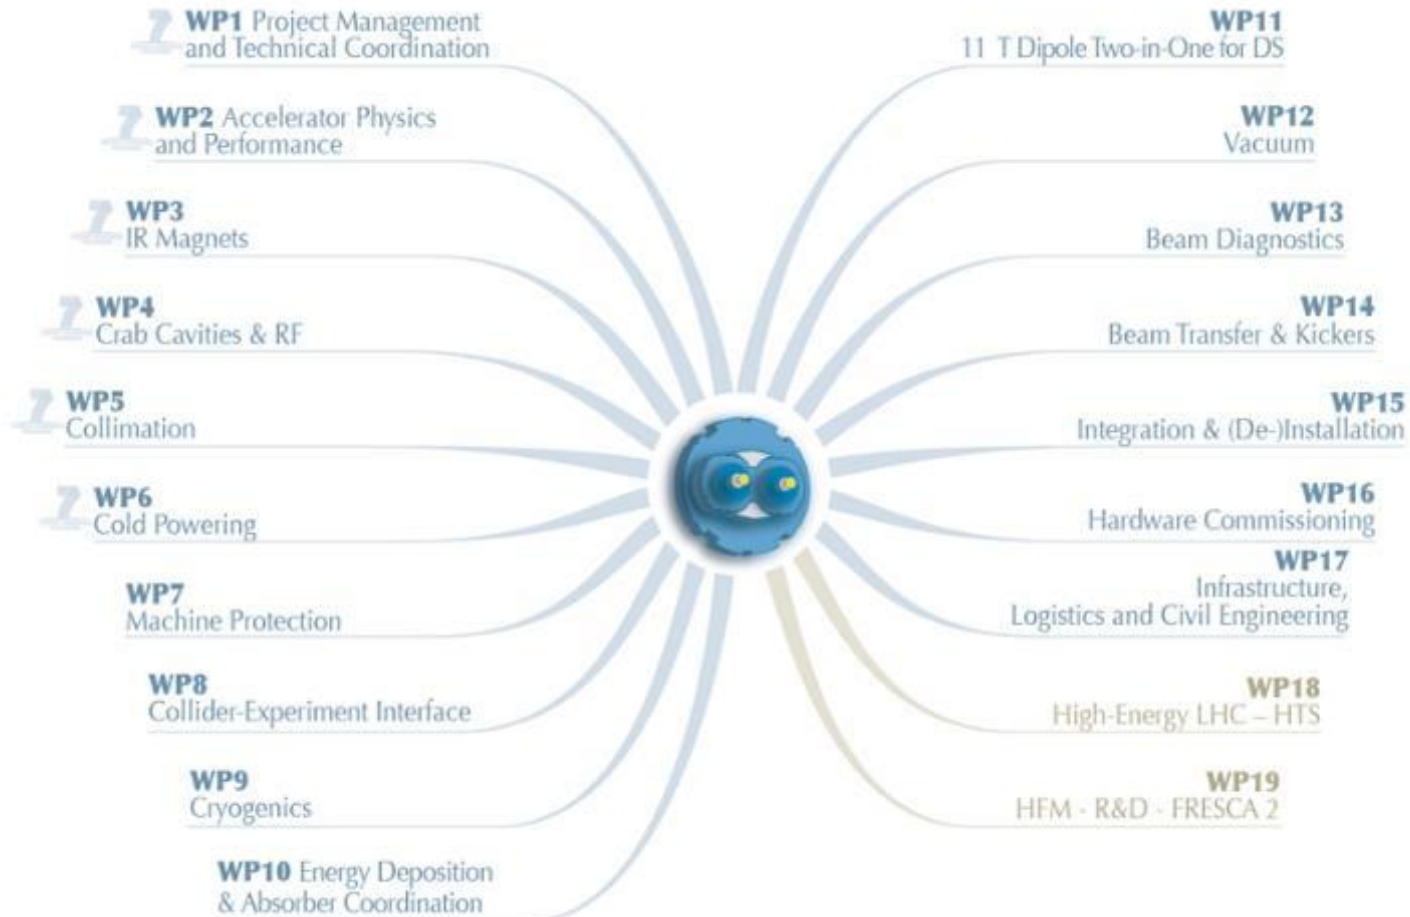 WP1 Project Management
and Technical Coordination
WP2 Accelerator Physics
and Performance
WP3
IR Magnets
WP4
Crab Cavities & RF
WP5
Collimation
WP6
Cold Powering
WP7
Machine Protection
WP8
Collider-Experiment Interface
WP9
Cryogenics
WP10 Energy Deposition
& Absorber Coordination
WP11
11 T Dipole Two-in-One for DS
WP12
Vacuum
WP13
Beam Diagnostics
WP14
Beam Transfer & Kickers
WP15
Integration & (De-)Installation
WP16
Hardware Commissioning
WP17
Infrastructure,
Logistics and Civil Engineering
WP18
High-Energy LHC – HTS
WP19
HFM - R&D - FRESCA 2